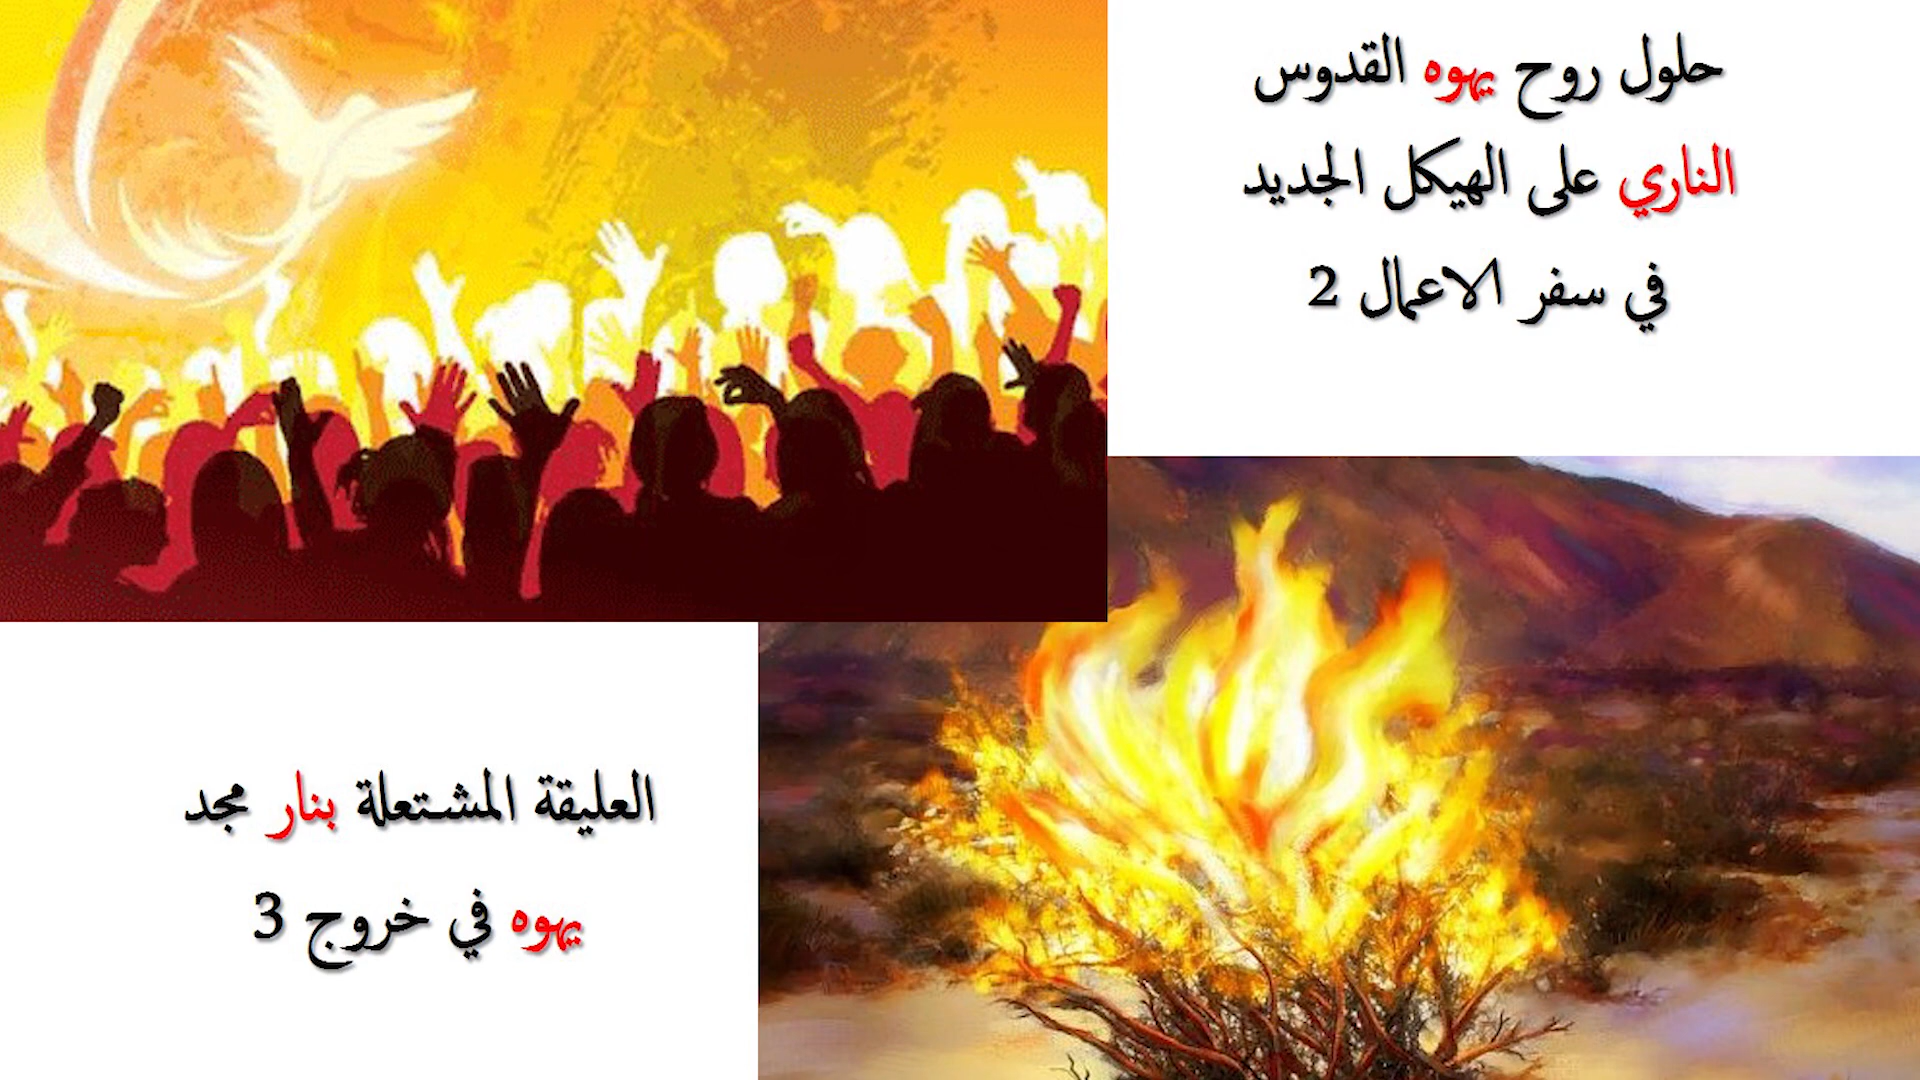 حلول روح يهوه القدوس
الناري على الهيكل الجديد
في سفر الاعمال 2
العليقة المشتعلة بنار مجد
يهوه في خروج 3